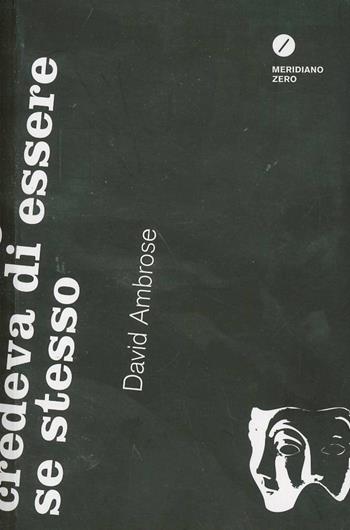 MERIDIANO
ZERO
credeva di essere
se stesso
David Ambrose